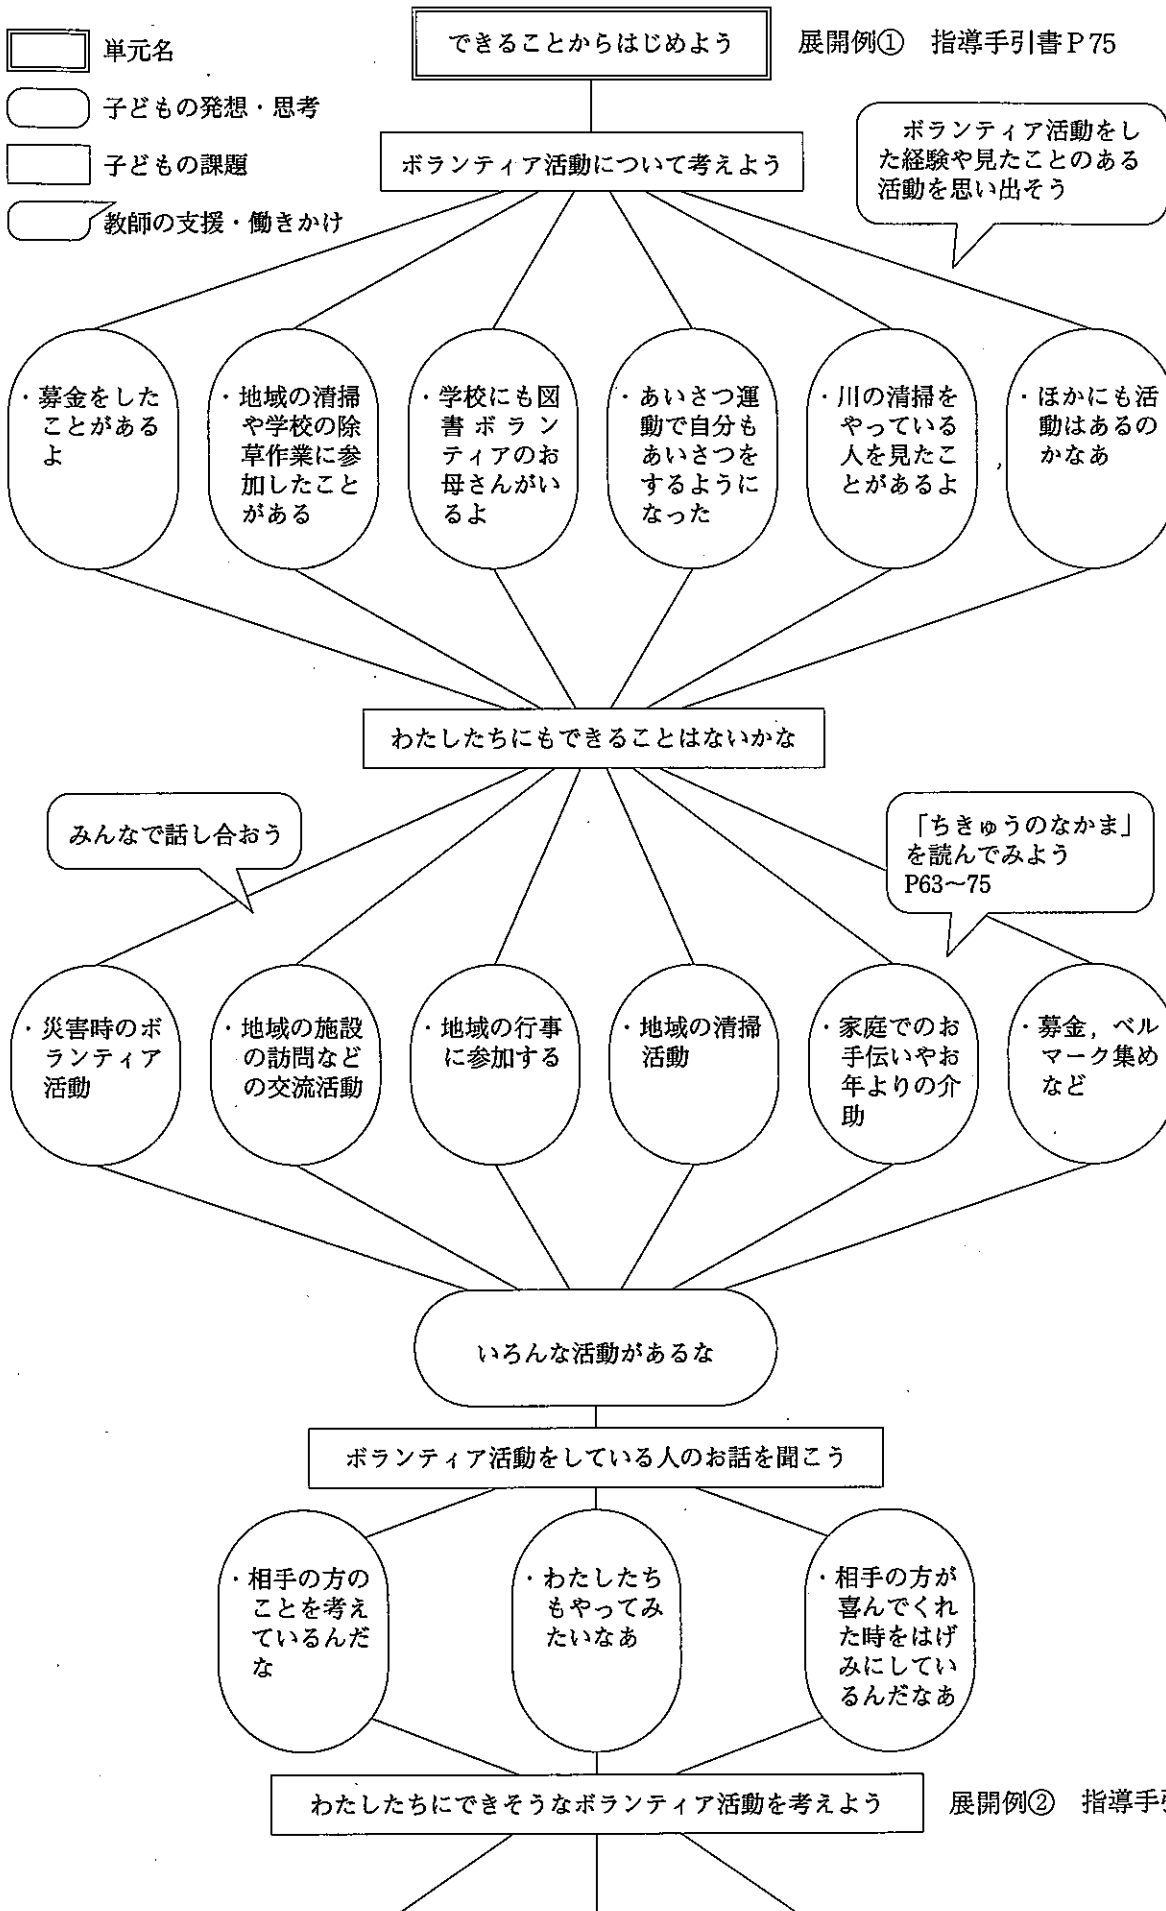 単元名
子どもの発想・思考
子どもの課題
教師の支援・働きかけ
できることからはじめよう
展開例① 指導手引書P75
ボランティア活動について考えよう
ボランティア活動をし
た経験や見たことのある
活動を思い出そう
・募金をした
ことがある
よ
・地域の清掃
や学校の除
草作業に参
加したこと
がある
・学校にも図
書ボラン
ティアのお
母さんがい
るよ
・あいさつ運
動で自分も
あいさつを
するように
なった
・川の清掃を
やっている
人を見たこ
とがあるよ
・ほかにも活
動はあるの
かなあ
わたしたちにもできることはないかな
みんなで話し合おう
「ちきゅうのなかま」
を読んでみよう
P63〜75
・災害時のボ
ランティア
活動
・地域の施設
の訪問など
の交流活動
・地域の行事
に参加する
・地域の清掃
活動
・家庭でのお
手伝いやお
年よりの介
助
・募金，ベル
マーク集め
など
いろんな活動があるな
ボランティア活動をしている人のお話を聞こう
・相手の方の
ことを考え
ているんだ
な
・わたしたち
もやってみ
たいなあ
・相手の方が
喜んでくれ
た時をはげ
みにしてい
るんだなあ
わたしたちにできそうなボランティア活動を考えよう
展開例② 指導手